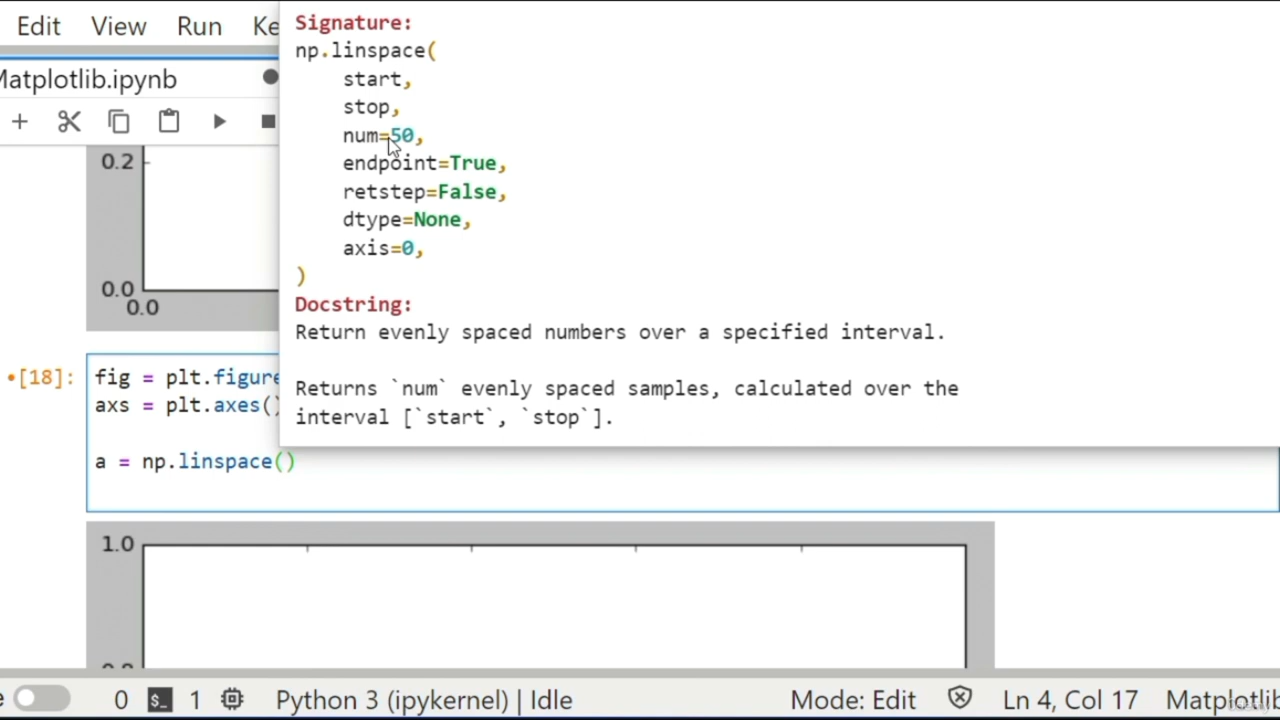 Edit View Run Ke
Matplotlib.ipynb
0.2
0.0
0.0
Signature:
np.linspace(
start,
stop,
num=50,
endpoint=True,
retstep=False,
dtype=None,
axis=0,
)
Docstring:
Return evenly spaced numbers over a specified interval.
Returns `num` evenly spaced samples, calculated over the
interval [`start`, `stop`].
[18]:
fig = plt.figure
axs = plt.axes()
a = np.linspace()
1.0
e 0 $_ 1 Python 3 (ipykernel) | Idle Mode: Edit Ln 4, Col 17 Matplotlib